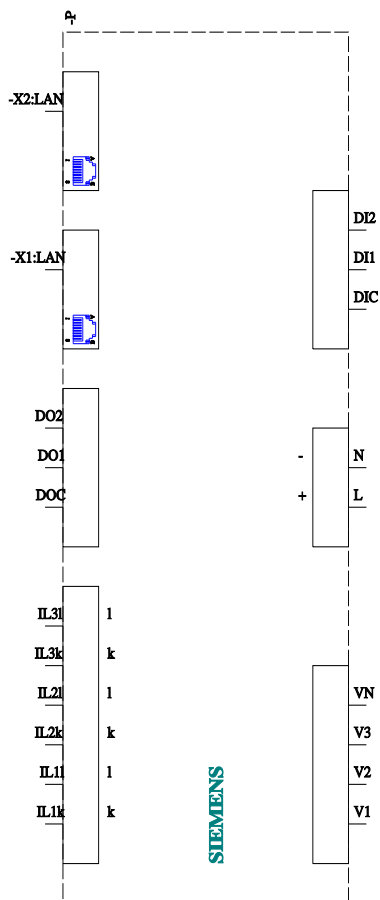 -P
-X2:LAN
-X1:LAN
DI2
DI1
DIC
DO2
DO1
DOC
- N
+ L
IL3l l
IL3k k
IL2l l
IL2k k
IL1l l
IL1k k
VN
V3
V2
V1
SIEMENS